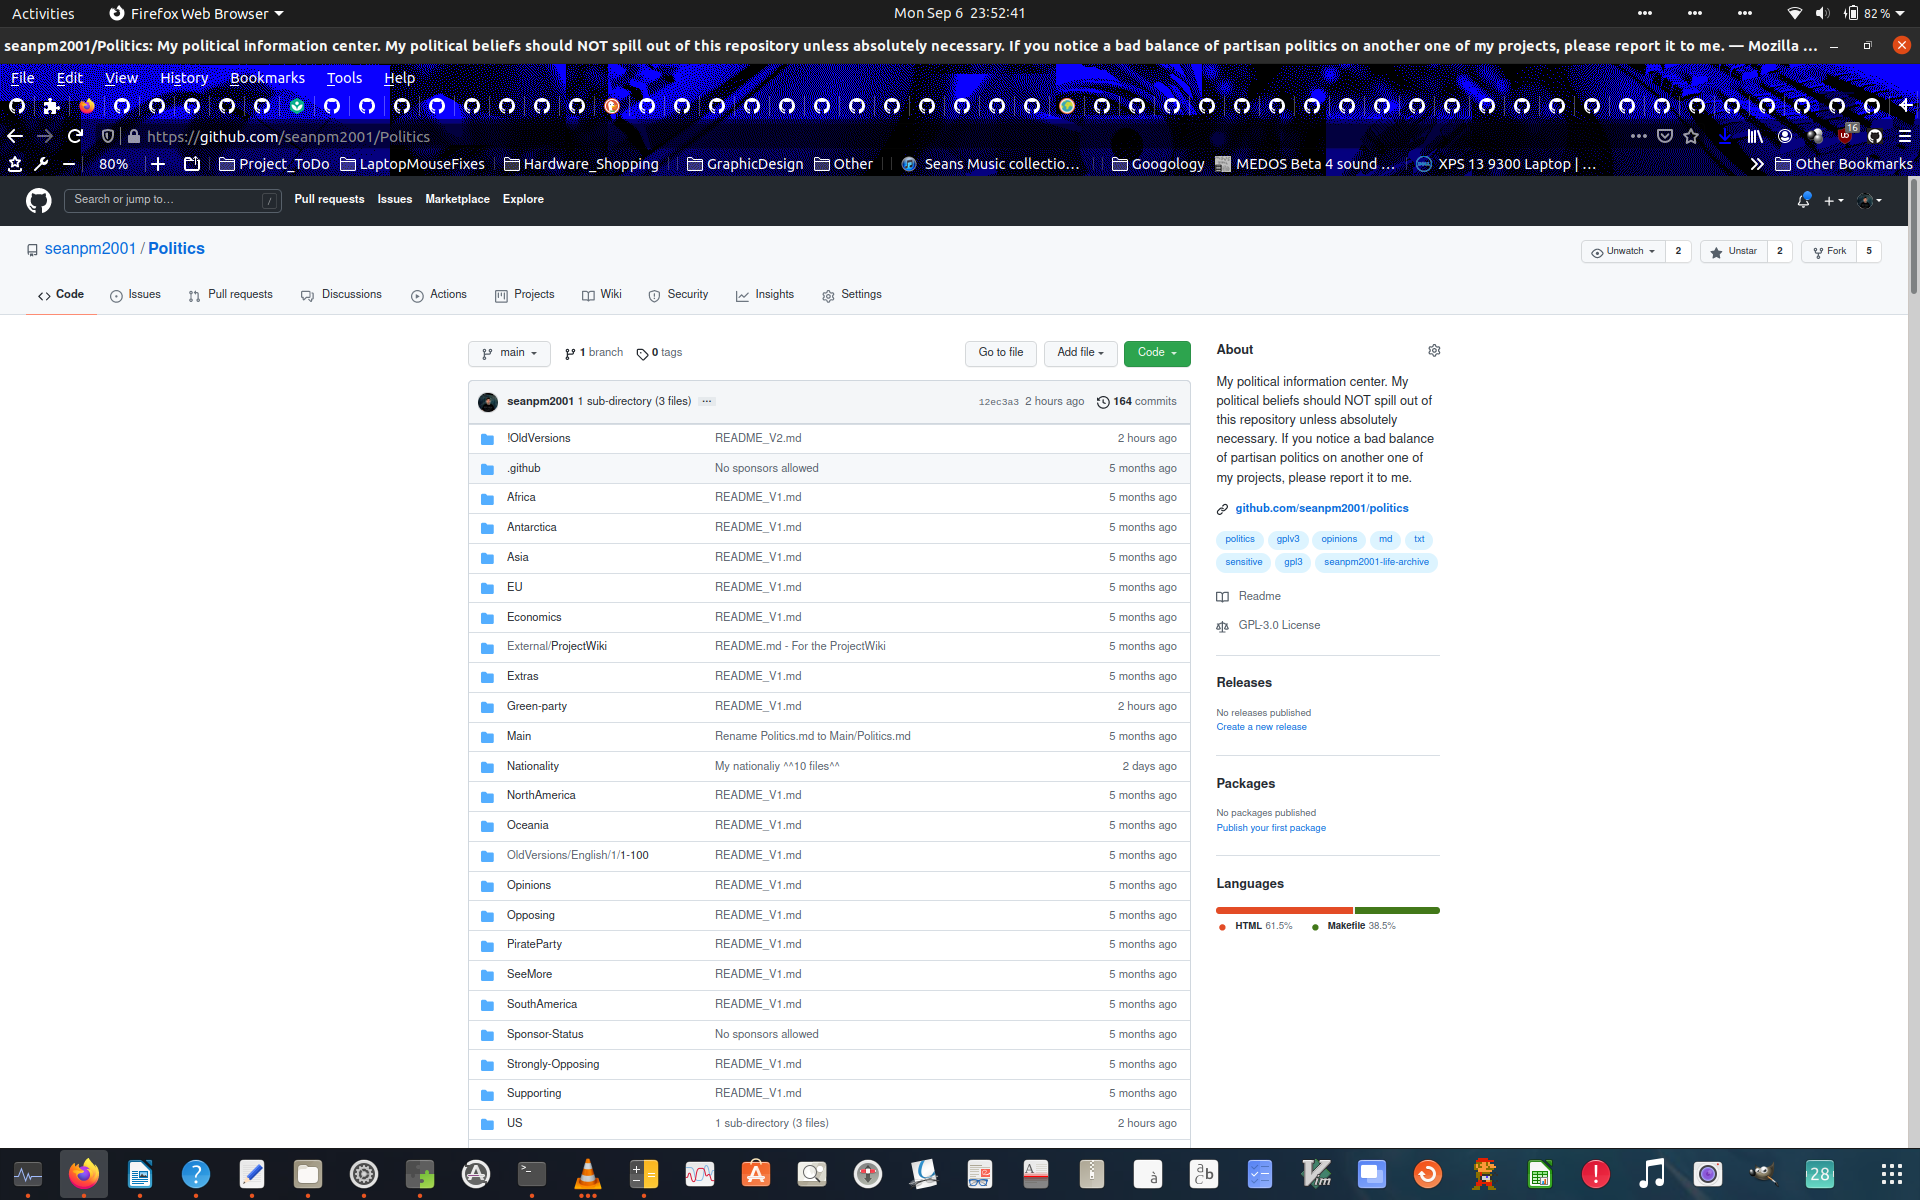 Activities Firefox Web Browser Mon Sep 6 23:52:41 82 %
seanpm2001/Politics: My political information center. My political beliefs should NOT spill out of this repository unless absolutely necessary. If you notice a bad balance of partisan politics on another one of my projects, please report it to me. — Mozilla ...
File Edit View History Bookmarks Tools Help
https://github.com/seanpm2001/Politics 16
80% Project_ToDo LaptopMouseFixes Hardware_Shopping GraphicDesign Other Seans Music collectio... Googology MEDOS Beta 4 sound ... XPS 13 9300 Laptop | ... Other Bookmarks
Search or jump to... / Pull requests Issues Marketplace Explore
seanpm2001 / Politics Unwatch 2 Unstar 2 Fork 5
Code Issues Pull requests Discussions Actions Projects Wiki Security Insights Settings
main 1 branch 0 tags Go to file Add file Code
seanpm2001 1 sub-directory (3 files) ... 12ec3a3 2 hours ago 164 commits
!OldVersions README_V2.md 2 hours ago
.github No sponsors allowed 5 months ago
Africa README_V1.md 5 months ago
Antarctica README_V1.md 5 months ago
Asia README_V1.md 5 months ago
EU README_V1.md 5 months ago
Economics README_V1.md 5 months ago
External/ProjectWiki README.md - For the ProjectWiki 5 months ago
Extras README_V1.md 5 months ago
Green-party README_V1.md 2 hours ago
Main Rename Politics.md to Main/Politics.md 5 months ago
Nationality My nationaliy ^^10 files^^ 2 days ago
NorthAmerica README_V1.md 5 months ago
Oceania README_V1.md 5 months ago
OldVersions/English/1/1-100 README_V1.md 5 months ago
Opinions README_V1.md 5 months ago
Opposing README_V1.md 5 months ago
PirateParty README_V1.md 5 months ago
SeeMore README_V1.md 5 months ago
SouthAmerica README_V1.md 5 months ago
Sponsor-Status No sponsors allowed 5 months ago
Strongly-Opposing README_V1.md 5 months ago
Supporting README_V1.md 5 months ago
US 1 sub-directory (3 files) 2 hours ago
About
My political information center. My
political beliefs should NOT spill out of
this repository unless absolutely
necessary. If you notice a bad balance
of partisan politics on another one of
my projects, please report it to me.
github.com/seanpm2001/politics
politics gplv3 opinions md txt
sensitive gpl3 seanpm2001-life-archive
Readme
GPL-3.0 License
Releases
No releases published
Create a new release
Packages
No packages published
Publish your first package
Languages
HTML 61.5% Makefile 38.5%
28